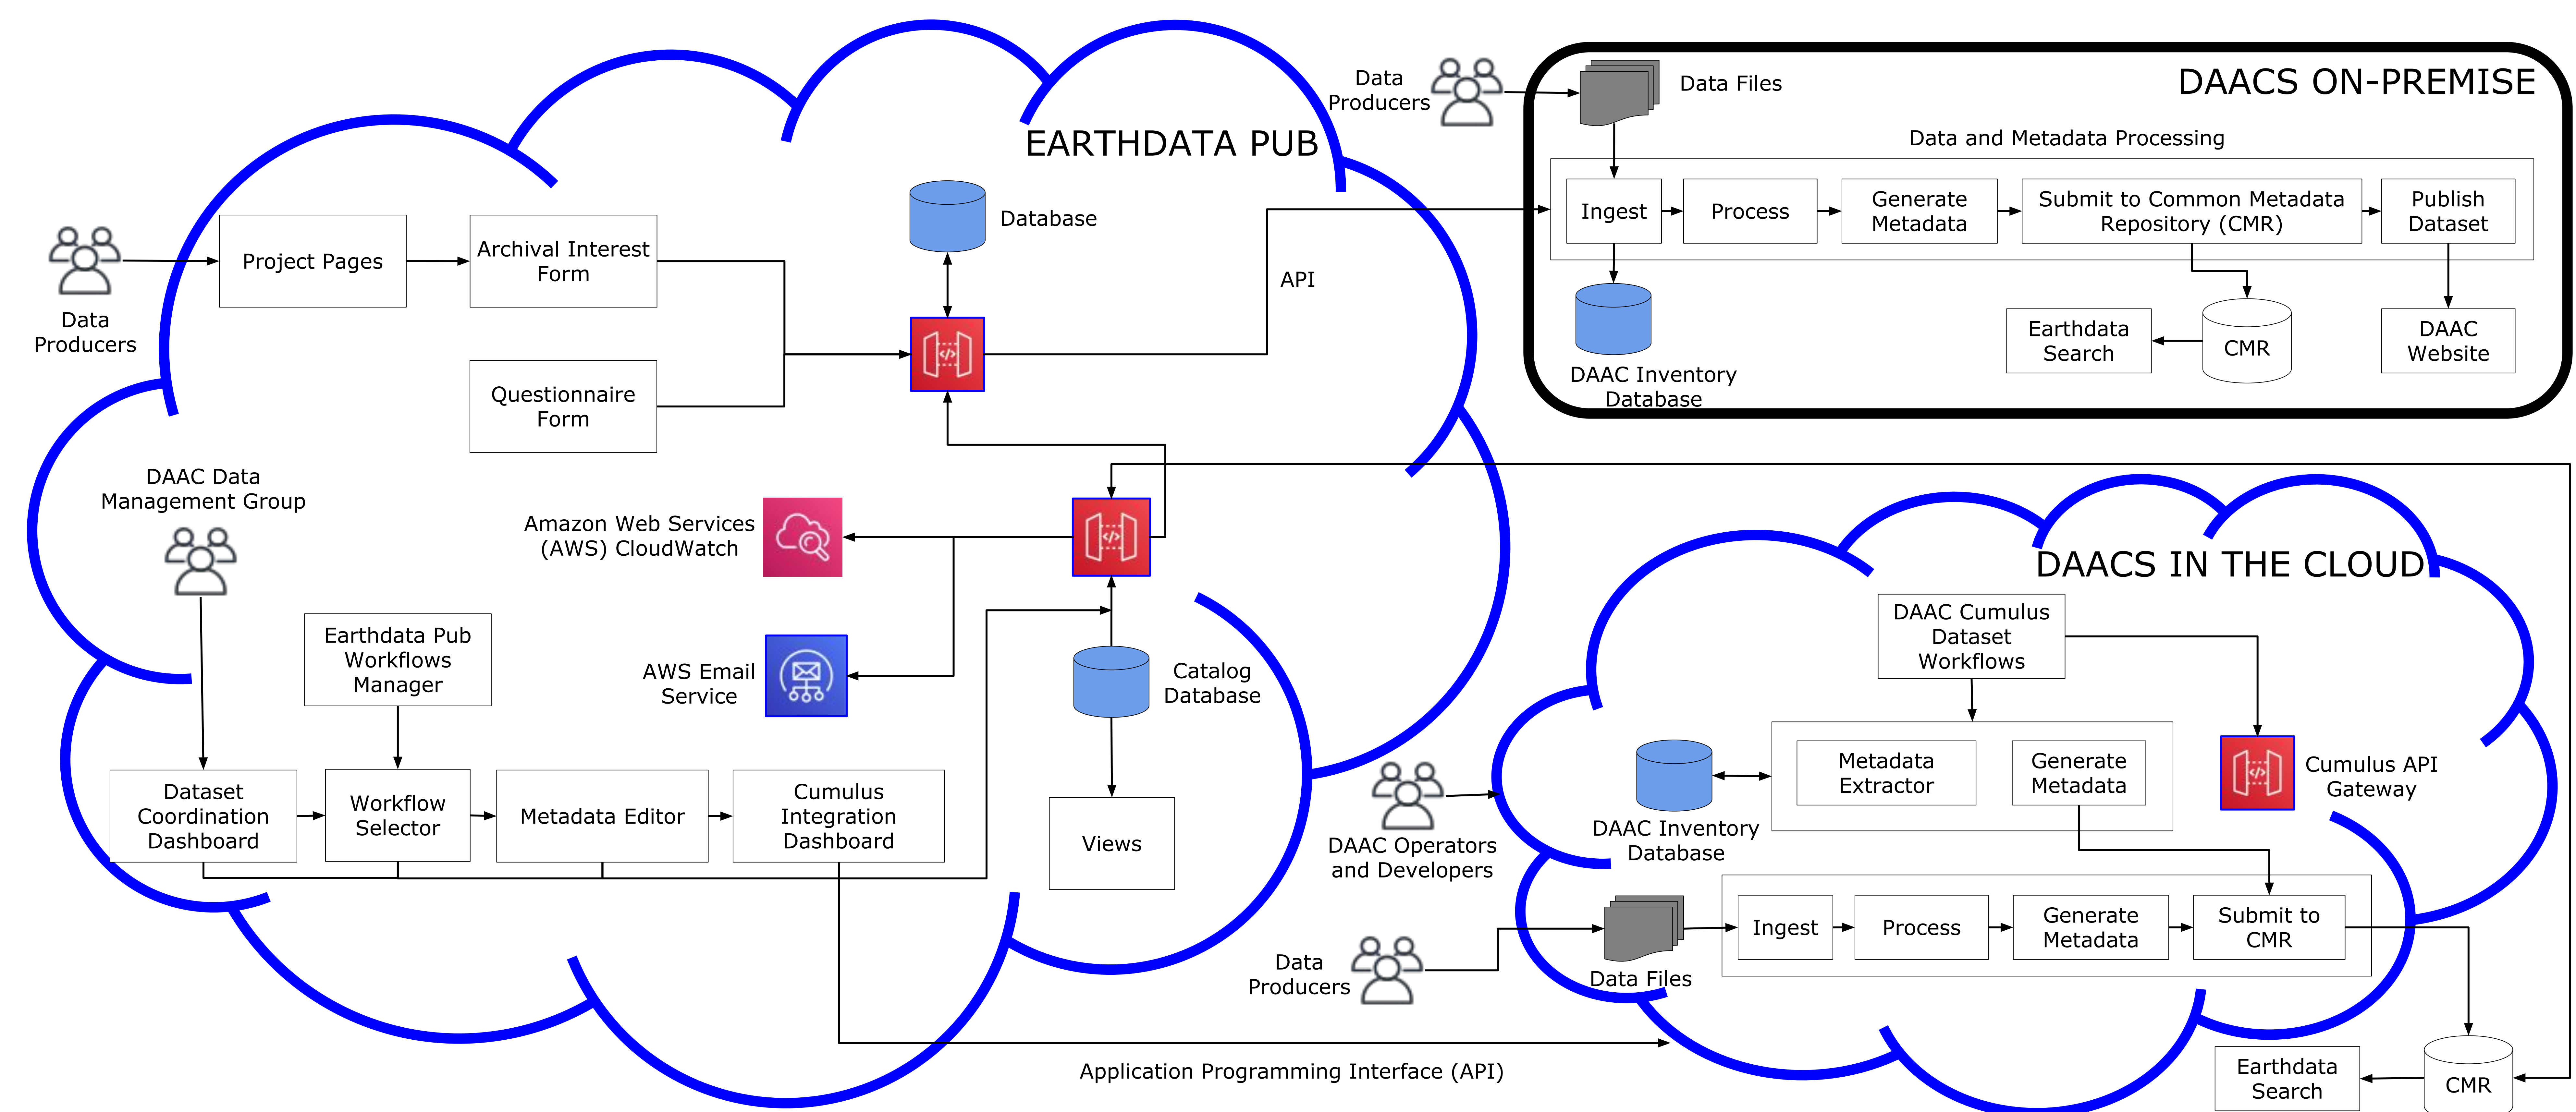 EARTHDATA PUB
Data
Producers
Project Pages
Archival Interest
Form
Questionnaire
Form
Database
API
DAAC Data
Management Group
Amazon Web Services
(AWS) CloudWatch
AWS Email
Service
Earthdata Pub
Workflows
Manager
Catalog
Database
Views
Dataset
Coordination
Dashboard
Workflow
Selector
Metadata Editor
Cumulus
Integration
Dashboard
Application Programming Interface (API)
Data
Producers
Data Files
DAACS ON-PREMISE
Data and Metadata Processing
Ingest
Process
Generate
Metadata
Submit to Common Metadata
Repository (CMR)
Publish
Dataset
DAAC Inventory
Database
Earthdata
Search
CMR
DAAC
Website
DAACS IN THE CLOUD
DAAC Cumulus
Dataset
Workflows
Metadata
Extractor
Generate
Metadata
Cumulus API
Gateway
DAAC Inventory
Database
DAAC Operators
and Developers
Data
Producers
Data Files
Ingest
Process
Generate
Metadata
Submit to
CMR
Earthdata
Search
CMR